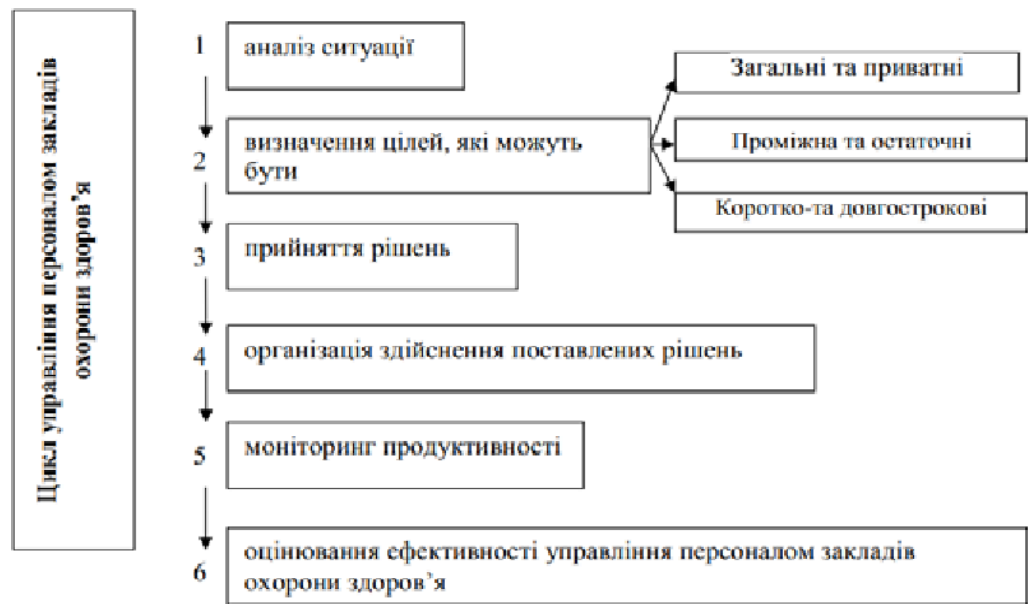 Цикл управління персоналом закладів
охорони здоров’я
1 аналіз ситуації
Загальні та приватні
2 визначення цілей, які можуть
бути
Проміжна та остаточні
Коротко-та довгострокові
3 прийняття рішень
4 організація здійснення поставлених рішень
5 моніторинг продуктивності
6 оцінювання ефективності управління персоналом закладів
охорони здоров’я